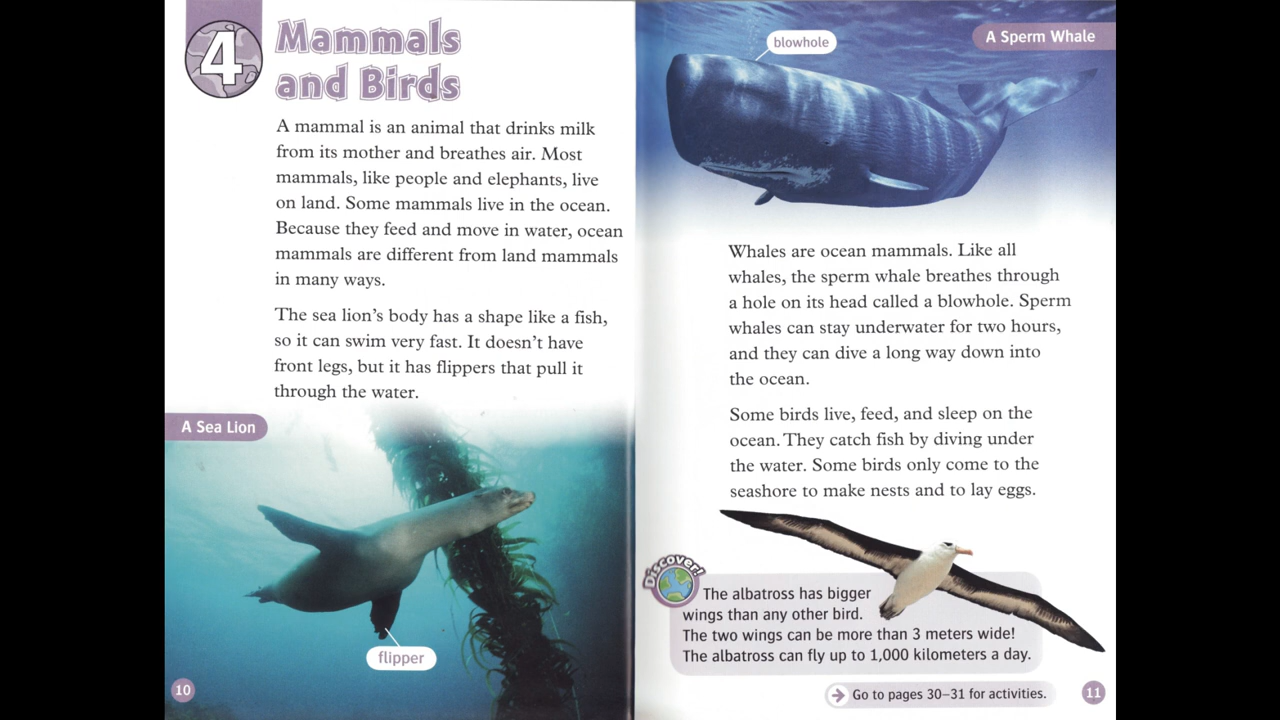 4
Mammals
and Birds
A mammal is an animal that drinks milk
from its mother and breathes air. Most
mammals, like people and elephants, live
on land. Some mammals live in the ocean.
Because they feed and move in water, ocean
mammals are different from land mammals
in many ways.
The sea lion's body has a shape like a fish,
so it can swim very fast. It doesn't have
front legs, but it has flippers that pull it
through the water.
A Sea Lion
flipper
10
blowhole
A Sperm Whale
Whales are ocean mammals. Like all
whales, the sperm whale breathes through
a hole on its head called a blowhole. Sperm
whales can stay underwater for two hours,
and they can dive a long way down into
the ocean.
Some birds live, feed, and sleep on the
ocean. They catch fish by diving under
the water. Some birds only come to the
seashore to make nests and to lay eggs.
Discover!
The albatross has bigger
wings than any other bird.
The two wings can be more than 3 meters wide!
The albatross can fly up to 1,000 kilometers a day.
Go to pages 30–31 for activities.
11